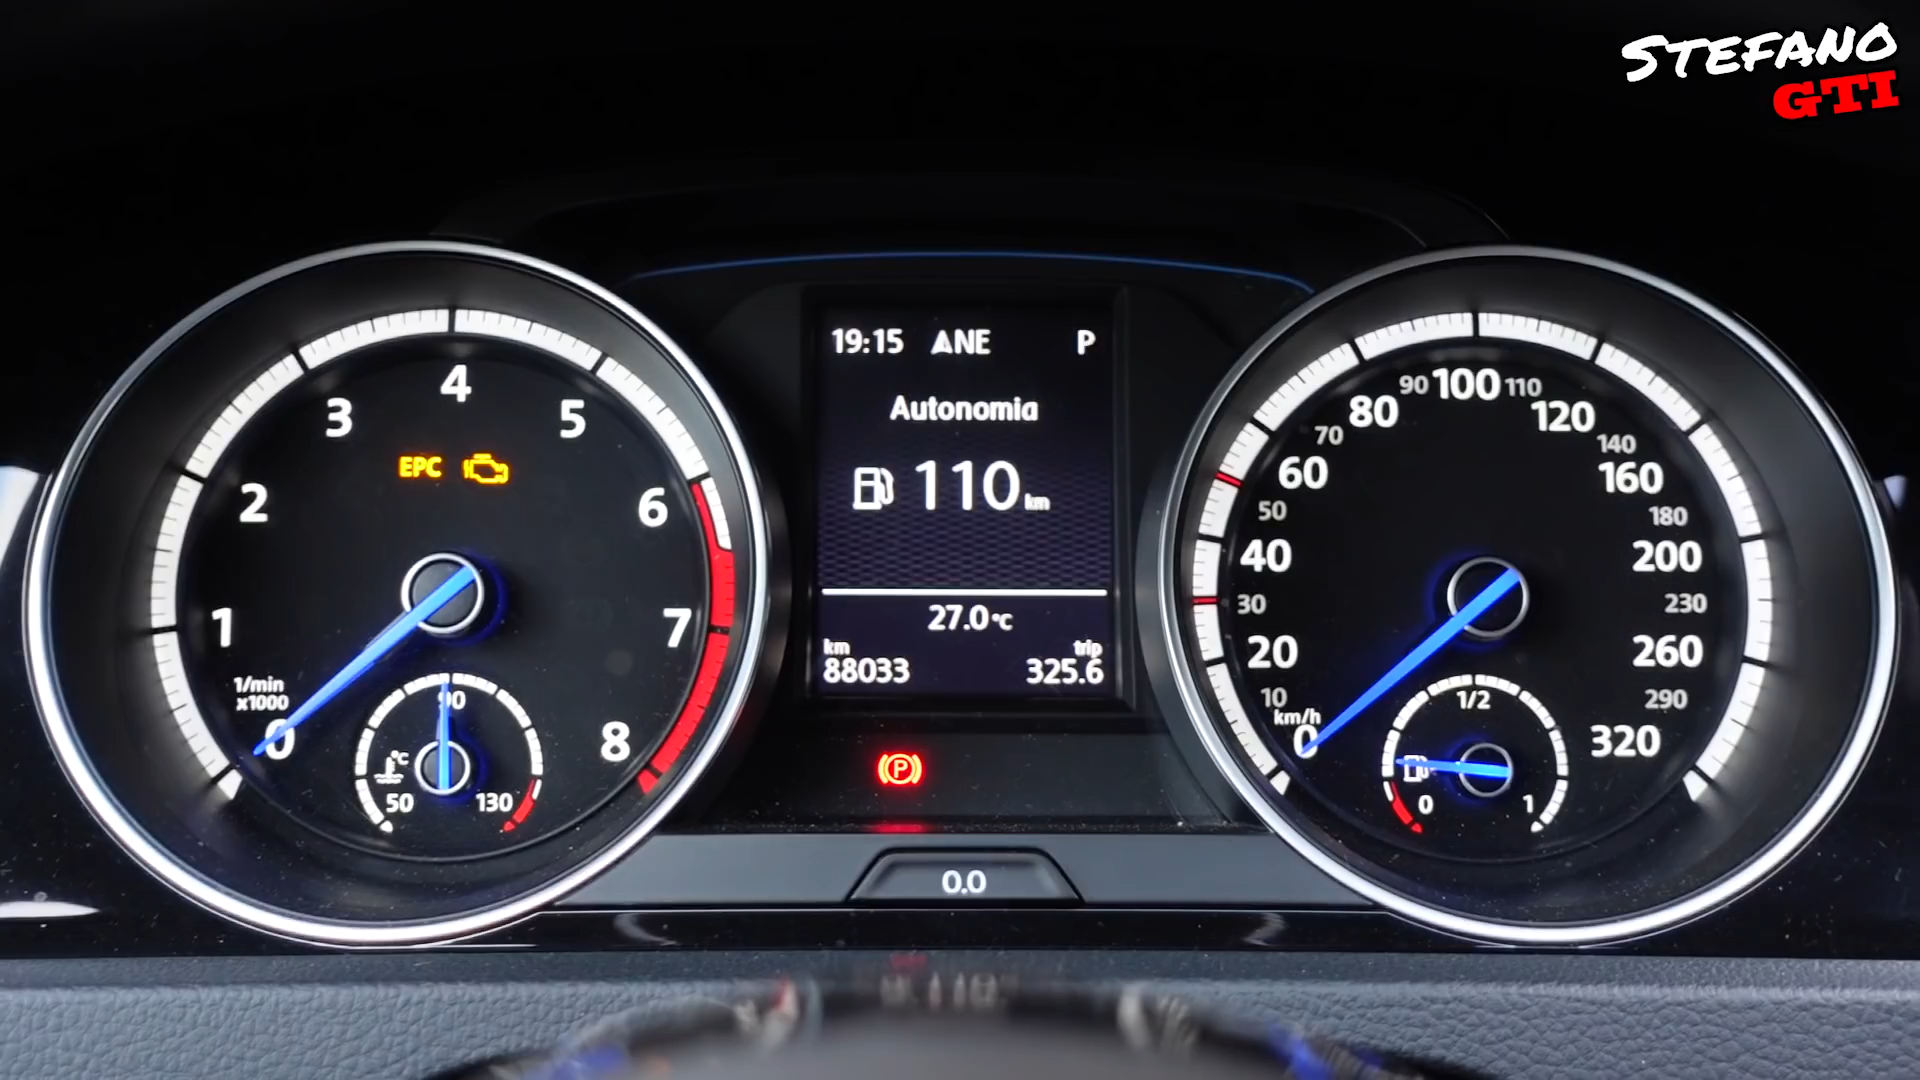 STEFANO
GTI
19:15 ANE P
Autonomia
110 km
27.0 °C
km trip
88033 325.6
EPC
0 1 2 3 4 5 6 7 8
1/min
x1000
90
°C
50 130
0 10 20 30 40 50 60 70 80 90 100 110 120 140 160 180 200 230 260 290 320
km/h
1/2
0 1
P
0.0